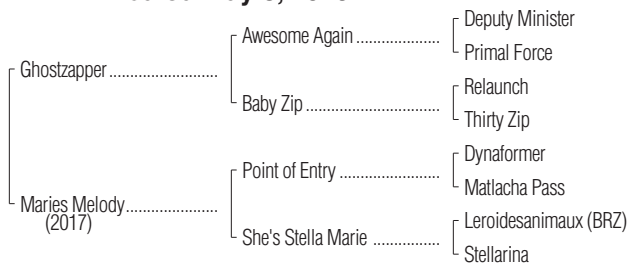 Deputy Minister
Awesome Again ....................
Primal Force
Ghostzapper..........................
Relaunch
Baby Zip ................................
Thirty Zip
Dynaformer
Point of Entry ........................
Matlacha Pass
Maries Melody......................
(2017)
Leroidesanimaux (BRZ)
She's Stella Marie ................
Stellarina